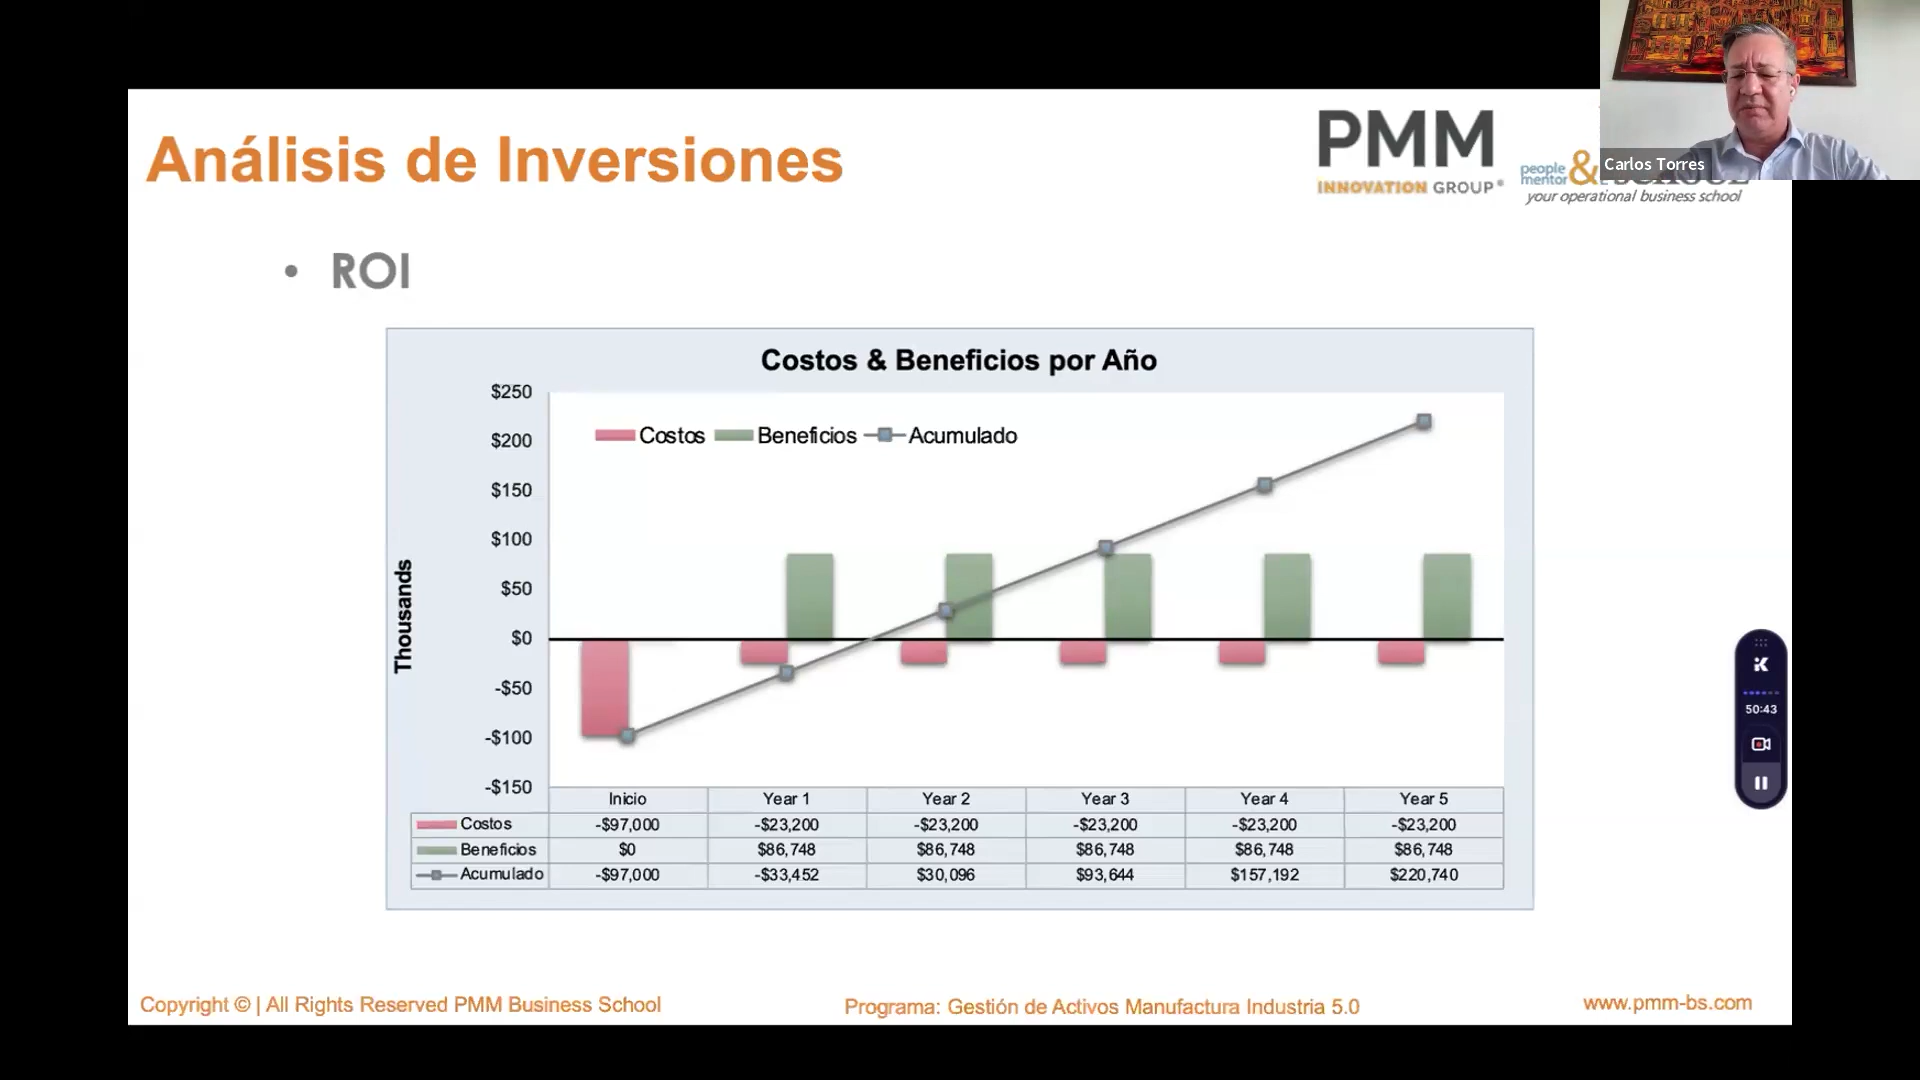 Análisis de Inversiones
PMM
INNOVATION GROUP®
people
mentor &
your operational business school
Carlos Torres
• ROI
Costos & Beneficios por Año
$250
$200
$150
$100
$50
$0
-$50
-$100
-$150
Thousands
Costos Beneficios Acumulado
Inicio Year 1 Year 2 Year 3 Year 4 Year 5
Costos -$97,000 -$23,200 -$23,200 -$23,200 -$23,200 -$23,200
Beneficios $0 $86,748 $86,748 $86,748 $86,748 $86,748
Acumulado -$97,000 -$33,452 $30,096 $93,644 $157,192 $220,740
50:43
Copyright © | All Rights Reserved PMM Business School
Programa: Gestión de Activos Manufactura Industria 5.0
www.pmm-bs.com